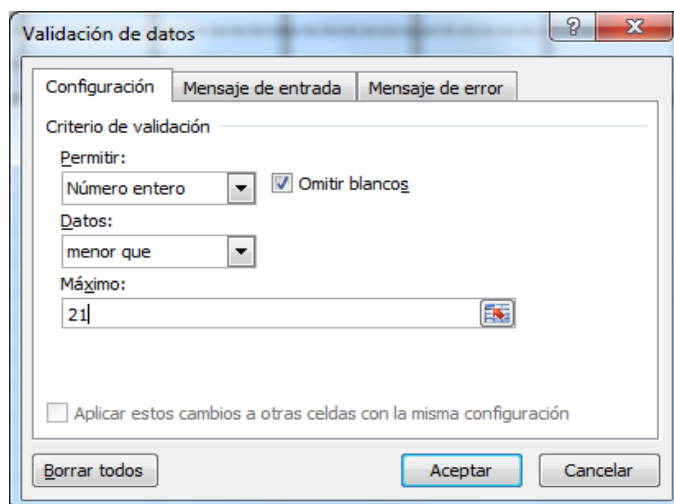 Validación de datos
Configuración Mensaje de entrada Mensaje de error
Criterio de validación
Permitir:
Número entero Omitir blancos
Datos:
menor que
Máximo:
21
Aplicar estos cambios a otras celdas con la misma configuración
Borrar todos Aceptar Cancelar